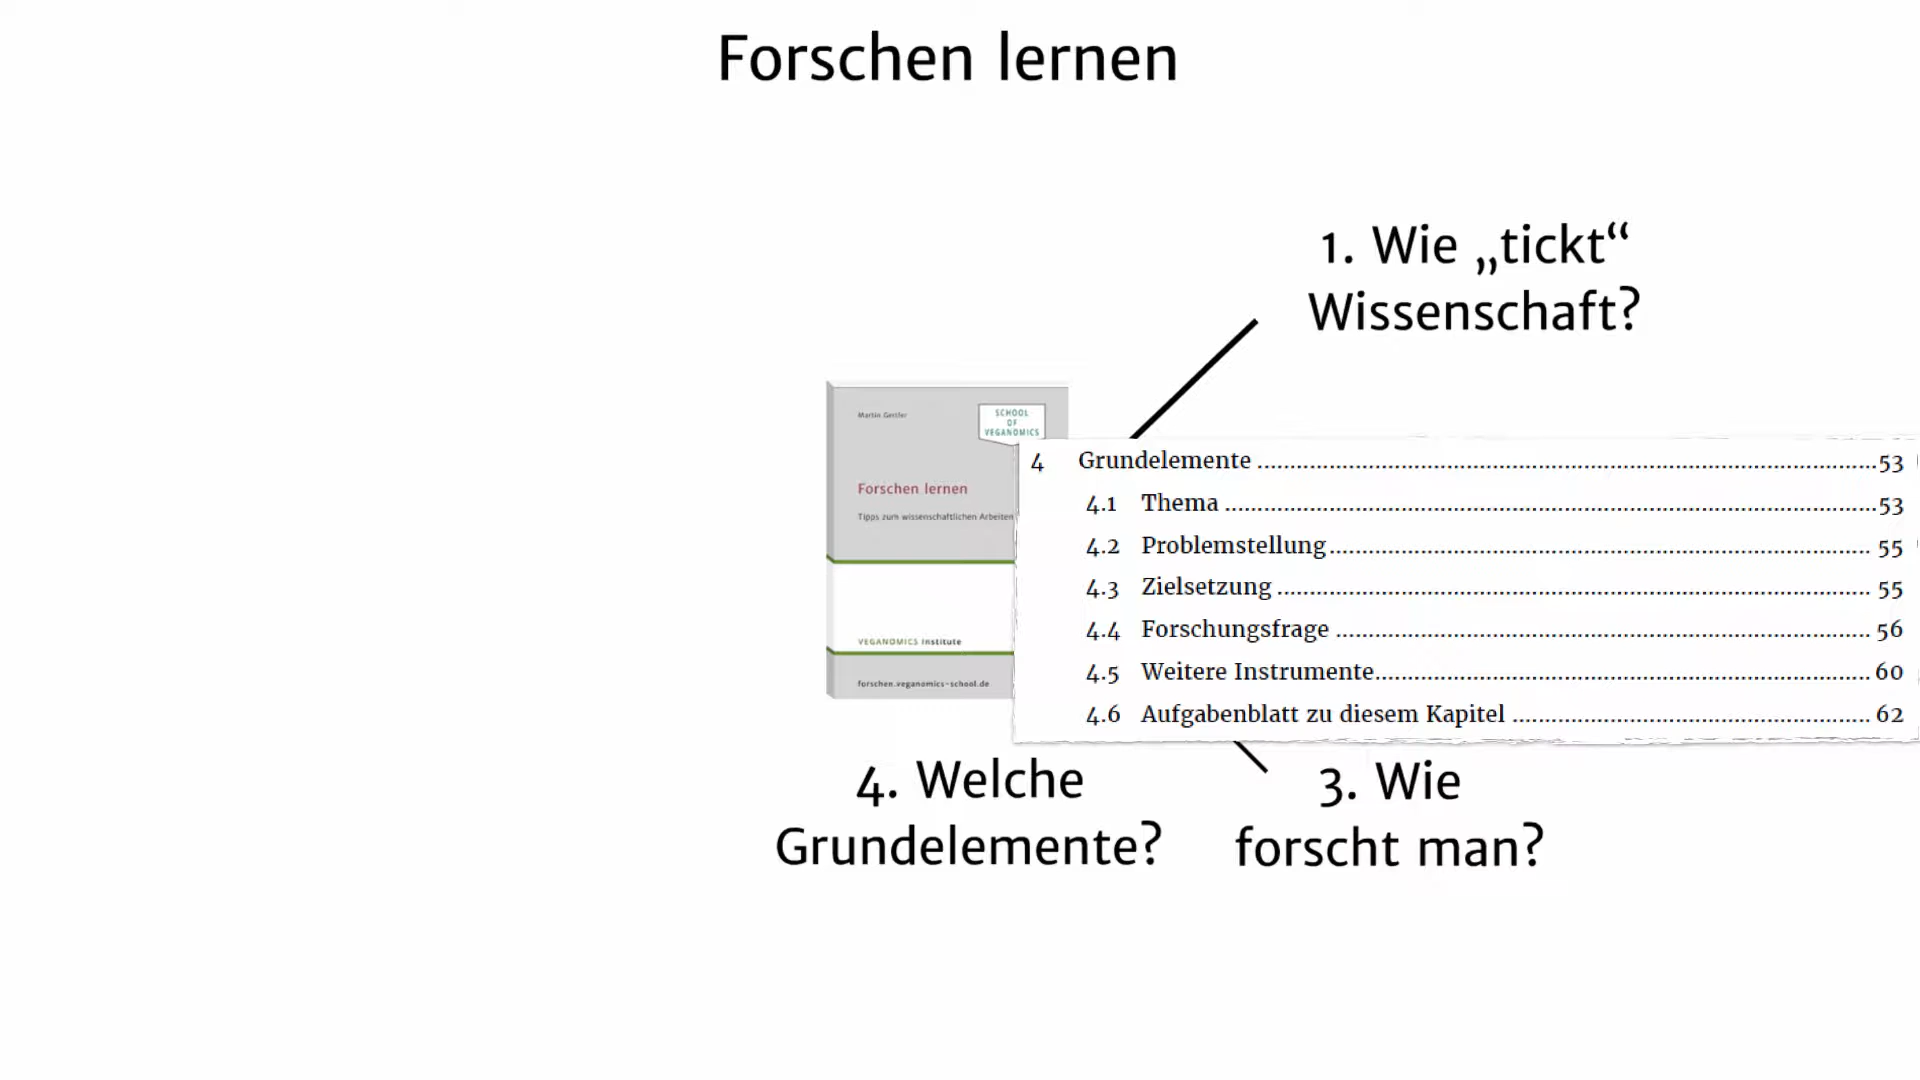 Forschen lernen
1. Wie „tickt“
Wissenschaft?
Martin Gertler
SCHOOL
OF
VEGANOMICS
Forschen lernen
Tipps zum wissenschaftlichen Arbeiten
VEGANOMICS Institute
forschen.veganomics-school.de
4 Grundelemente ........ 53
4.1 Thema ........ 53
4.2 Problemstellung ........ 55
4.3 Zielsetzung ........ 55
4.4 Forschungsfrage ........ 56
4.5 Weitere Instrumente ........ 60
4.6 Aufgabenblatt zu diesem Kapitel ........ 62
4. Welche
Grundelemente?
3. Wie
forscht man?